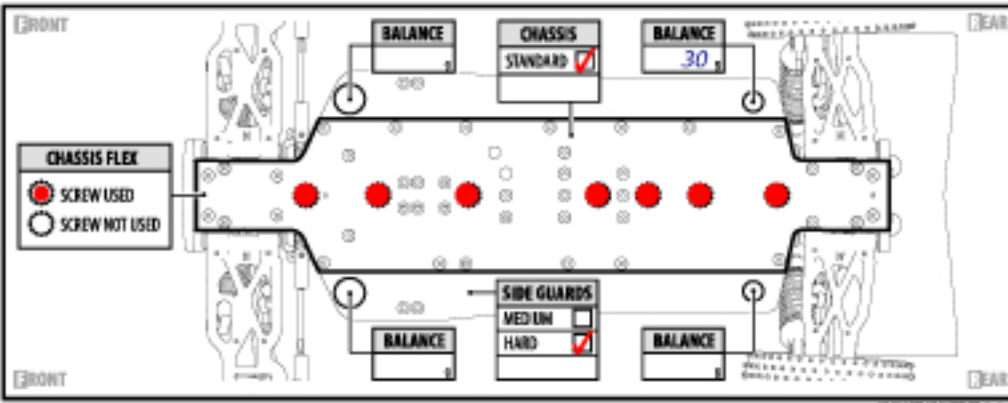 FRONT
BALANCE
g
CHASSIS
STANDARD
BALANCE
30 g
REAR
CHASSIS FLEX
SCREW USED
SCREW NOT USED
SIDE GUARDS
MEDIUM
HARD
BALANCE
g
BALANCE
g
FRONT
REAR